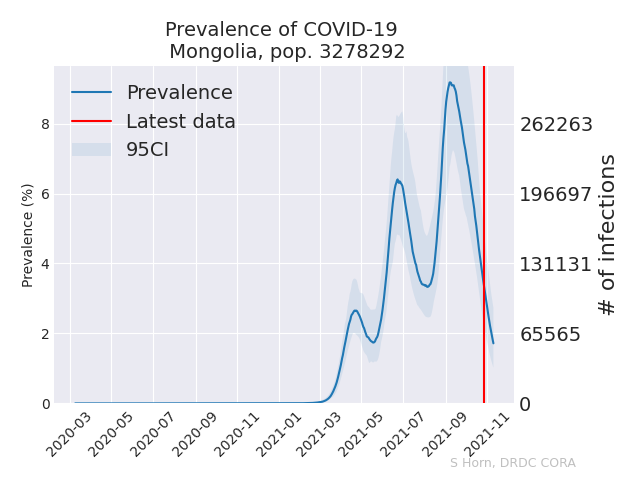 Prevalence of COVID-19
Mongolia, pop. 3278292
Prevalence
Latest data
95CI
Prevalence (%)
8
6
4
2
0
262263
196697
131131
65565
0
# of infections
2020-03
2020-05
2020-07
2020-09
2020-11
2021-01
2021-03
2021-05
2021-07
2021-09
2021-11
S Horn, DRDC CORA